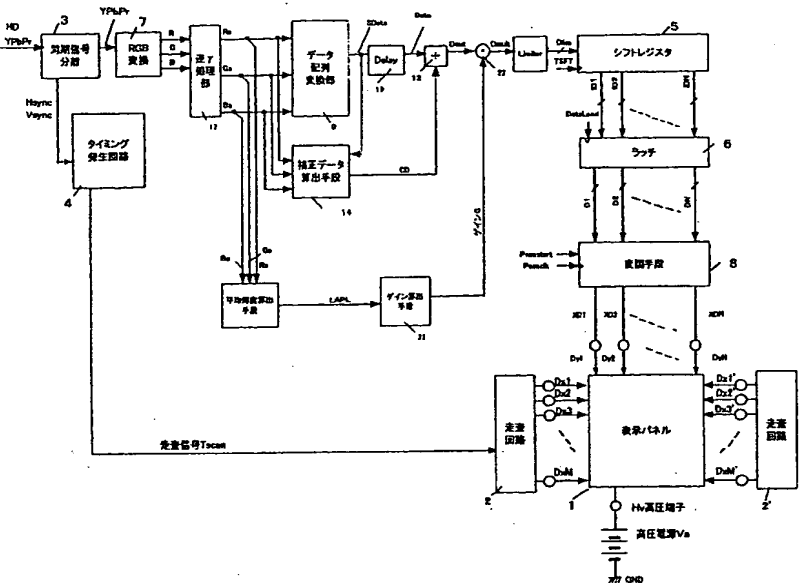 HD
YPbPr
3
同期信号
分離
YPbPr
7
RGB
変換
R
G
B
逆γ
処理
部
17
Ra
Ga
Ba
データ
配列
変換部
9
SData
Delay
19
Data
12
Dout
22
Limiter
Dlim
TSFT
5
シフトレジスタ
Hsync
Vsync
タイミング
発生回路
4
補正データ
算出手段
14
CD
ゲインG
ID1
ID2
IDN
DataLoad
ラッチ
6
D1
D2
DN
Ra
Ga
Ba
平均輝度算出
手段
LAPL
ゲイン算出
手段
21
Pwmstart
変調手段
8
XD1
XD2
XDN
Dy1
Dy2
DyN
走査信号Tscan
走査
回路
2
Dx1
Dx2
Dx3
DxM
表示パネル
1
Dx1'
Dx2'
Dx3'
DxM'
走査
回路
2'
Hv高圧端子
高圧電源Va
GND